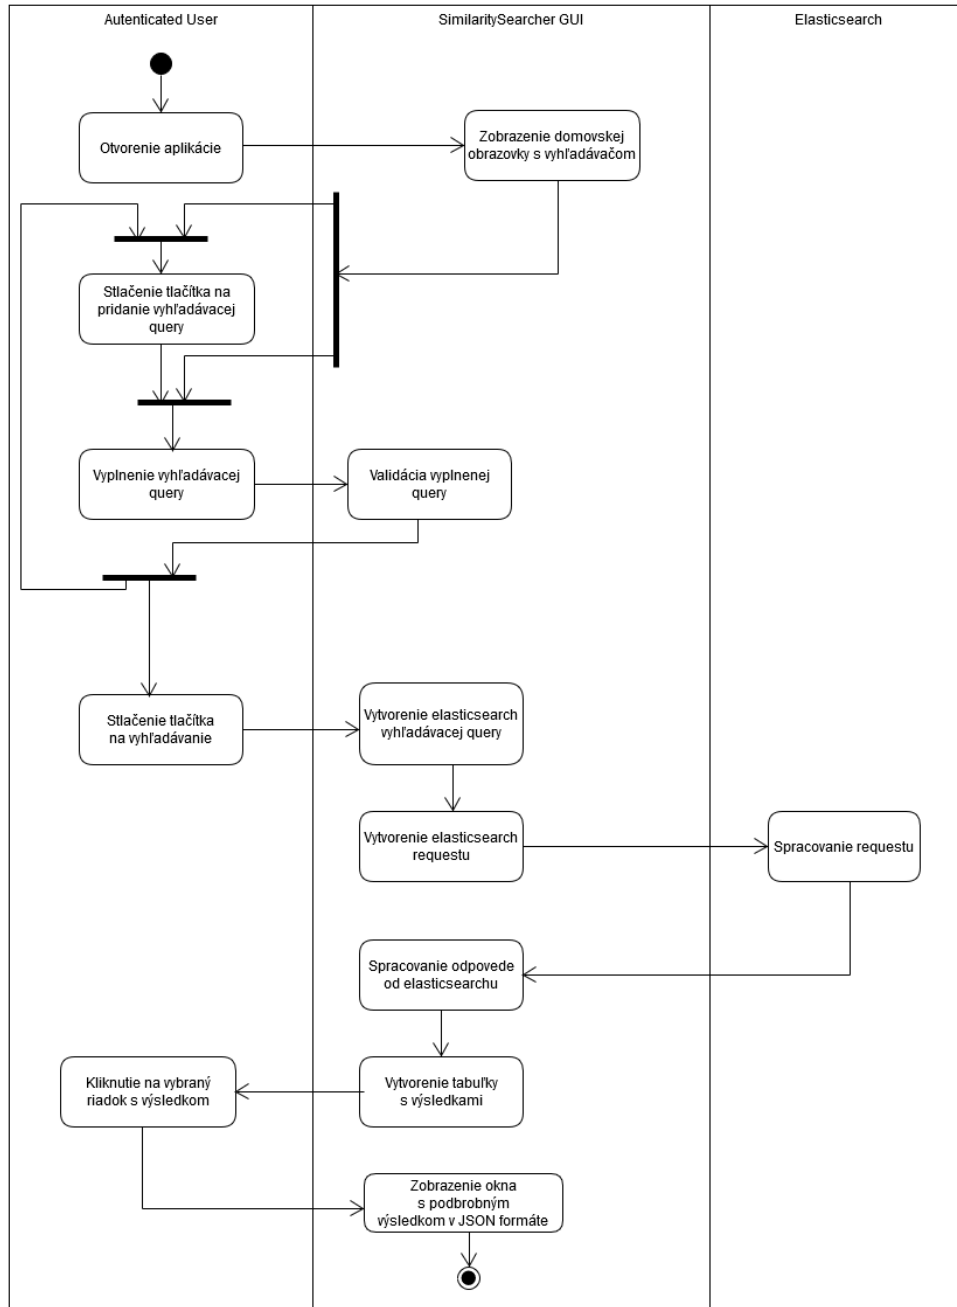 Autenticated User
SimilaritySearcher GUI
Elasticsearch
Otvorenie aplikácie
Zobrazenie domovskej
obrazovky s vyhľadávačom
Stlačenie tlačítka na
pridanie vyhľadávacej
query
Vyplnenie vyhľadávacej
query
Validácia vyplnenej
query
Stlačenie tlačítka
na vyhľadávanie
Vytvorenie elasticsearch
vyhľadávacej query
Vytvorenie elasticsearch
requestu
Spracovanie requestu
Spracovanie odpovede
od elasticsearchu
Kliknutie na vybraný
riadok s výsledkom
Vytvorenie tabuľky
s výsledkami
Zobrazenie okna
s podbrobným
výsledkom v JSON formáte